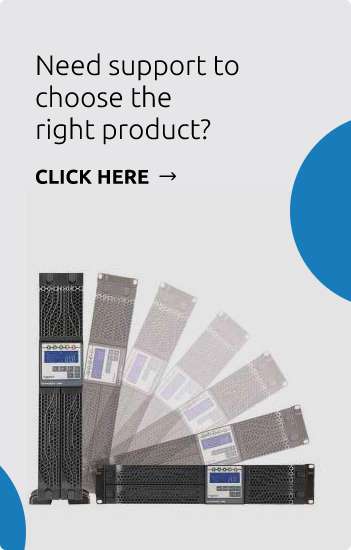 Need support to
choose the
right product?
CLICK HERE →